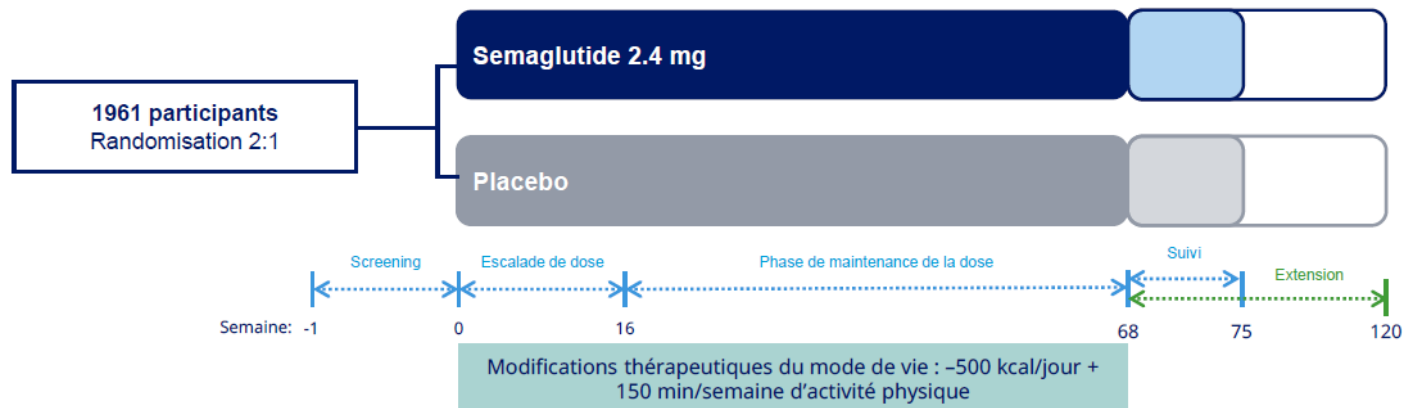 Semaglutide 2.4 mg
1961 participants
Randomisation 2:1
Placebo
Screening
Escalade de dose
Phase de maintenance de la dose
Suivi
Extension
Semaine: -1 0 16 68 75 120
Modifications thérapeutiques du mode de vie : –500 kcal/jour +
150 min/semaine d’activité physique